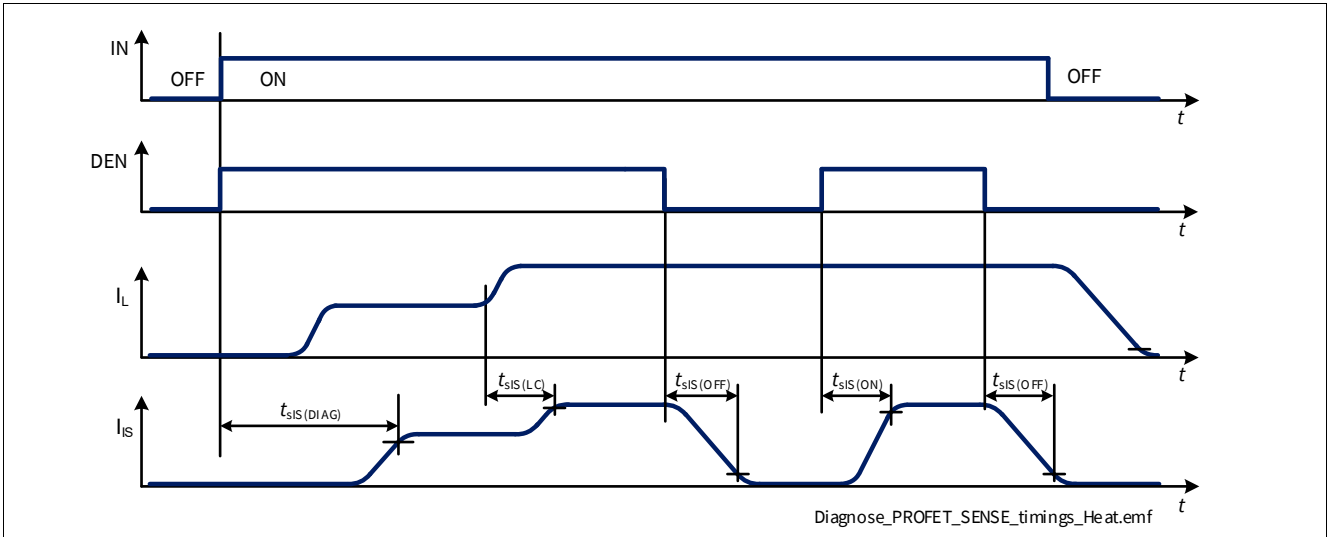 IN
OFF
ON
OFF
t
DEN
t
IL
t
tsIS(DIAG)
tsIS(LC)
tsIS(OFF)
tsIS(ON)
tsIS(OFF)
IIS
t
Diagnose_PROFET_SENSE_timings_Heat.emf